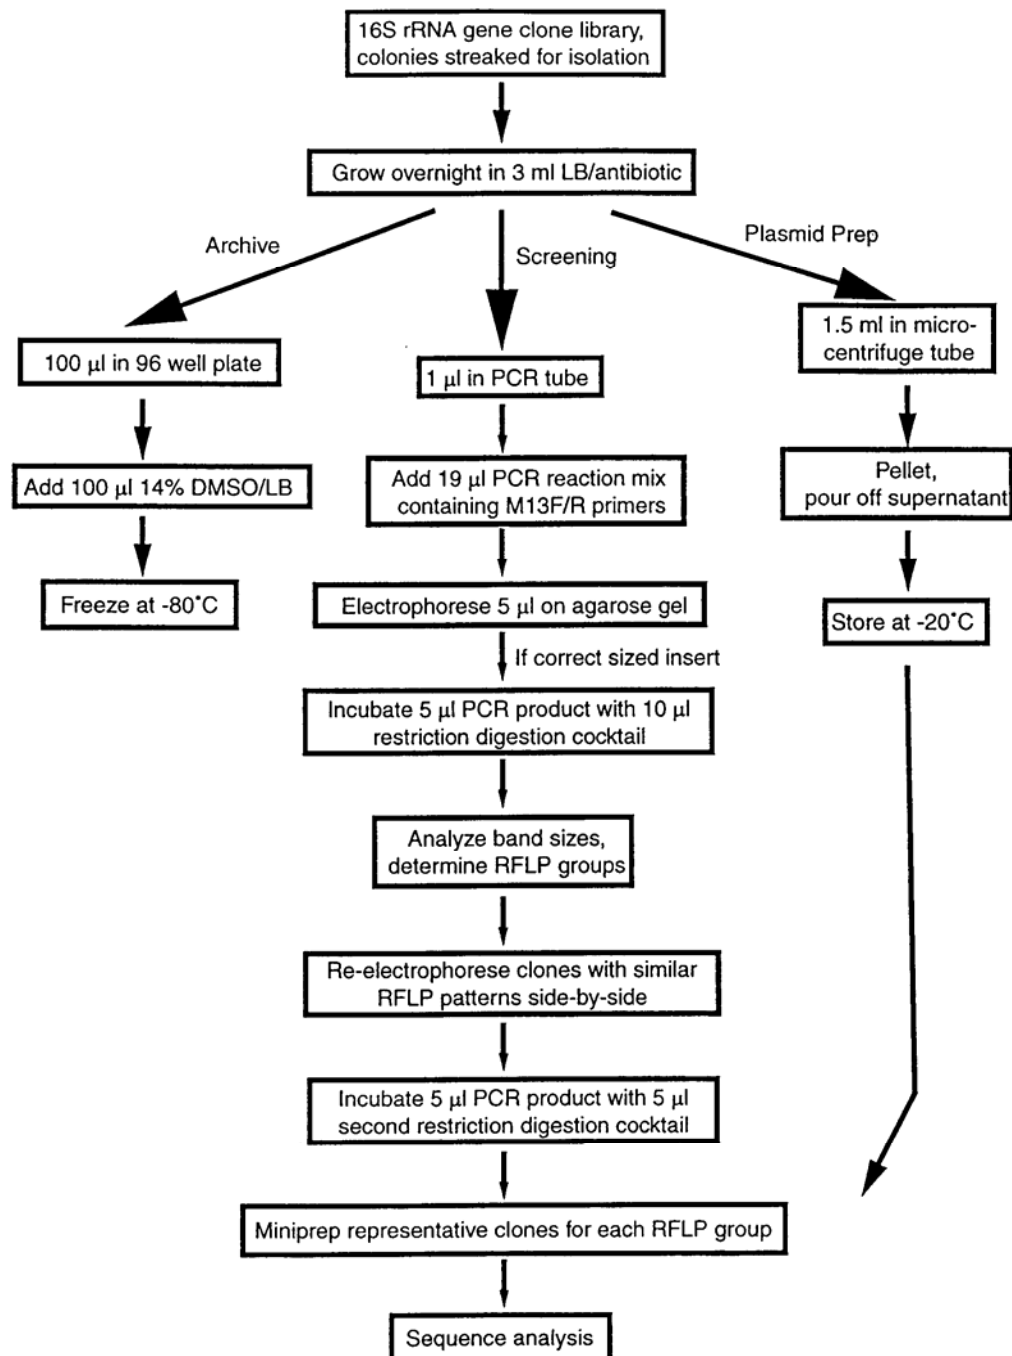 16S rRNA gene clone library,
colonies streaked for isolation
Grow overnight in 3 ml LB/antibiotic
Archive
Screening
Plasmid Prep
100 µl in 96 well plate
Add 100 µl 14% DMSO/LB
Freeze at -80°C
1 µl in PCR tube
Add 19 µl PCR reaction mix
containing M13F/R primers
Electrophorese 5 µl on agarose gel
If correct sized insert
Incubate 5 µl PCR product with 10 µl
restriction digestion cocktail
Analyze band sizes,
determine RFLP groups
Re-electrophorese clones with similar
RFLP patterns side-by-side
Incubate 5 µl PCR product with 5 µl
second restriction digestion cocktail
1.5 ml in micro-
centrifuge tube
Pellet,
pour off supernatant
Store at -20°C
Miniprep representative clones for each RFLP group
Sequence analysis